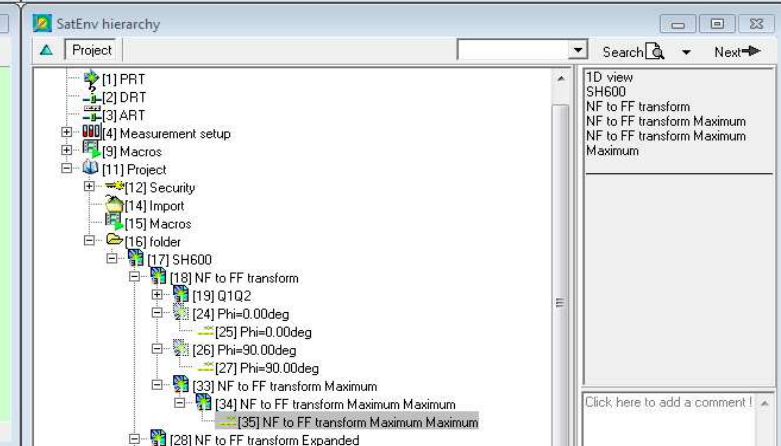 SatEnv hierarchy
Project
Search
Next
[1] PRT
[2] DRT
[3] ART
[4] Measurement setup
[9] Macros
[11] Project
[12] Security
[14] Import
[15] Macros
[16] folder
[17] SH600
[18] NF to FF transform
[19] Q1Q2
[24] Phi=0.00deg
[25] Phi=0.00deg
[26] Phi=90.00deg
[27] Phi=90.00deg
[33] NF to FF transform Maximum
[34] NF to FF transform Maximum Maximum
[35] NF to FF transform Maximum Maximum Maximum
[28] NF to FF transform Expanded
1D view
SH600
NF to FF transform
NF to FF transform Maximum
NF to FF transform Maximum
Maximum
Click here to add a comment !